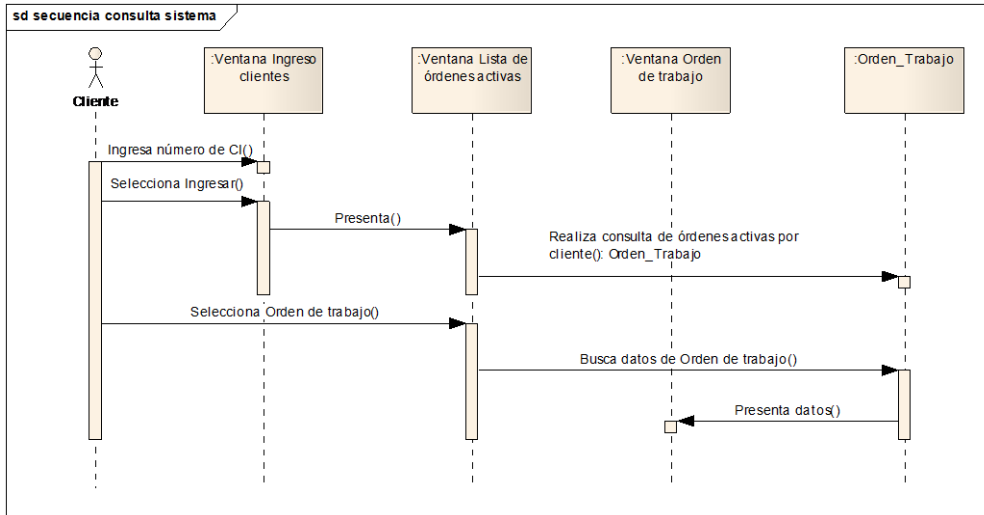 sd secuencia consulta sistema
:Ventana Ingreso
clientes
:Ventana Lista de
órdenes activas
:Ventana Orden
de trabajo
:Orden_Trabajo
Cliente
Ingresa número de CI()
Selecciona Ingresar()
Presenta()
Realiza consulta de órdenes activas por
cliente(): Orden_Trabajo
Selecciona Orden de trabajo()
Busca datos de Orden de trabajo()
Presenta datos()